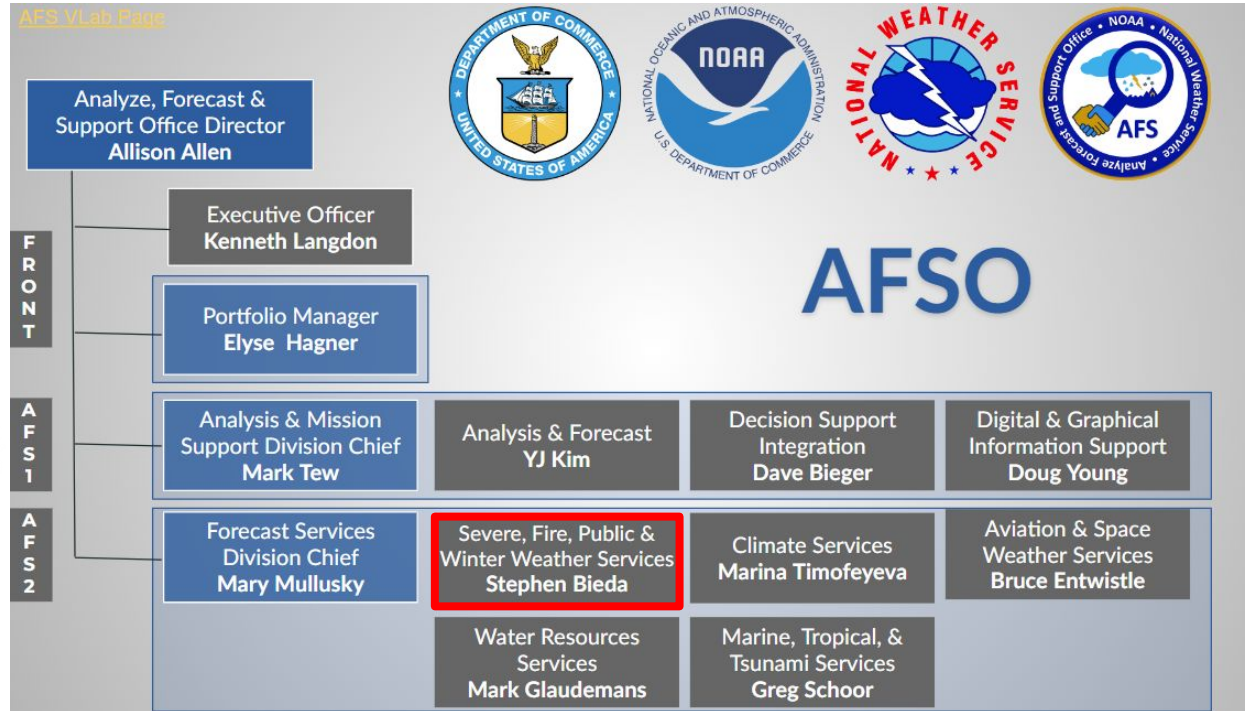 AFS VLab Page
DEPARTMENT OF COMMERCE
UNITED STATES OF AMERICA
NATIONAL OCEANIC AND ATMOSPHERIC ADMINISTRATION
NOAA
U.S. DEPARTMENT OF COMMERCE
NATIONAL WEATHER SERVICE
NOAA • National Weather Service • Analyze Forecast and Support Office •
AFS
Analyze, Forecast &
Support Office Director
Allison Allen
Executive Officer
Kenneth Langdon
FRONT
AFSO
Portfolio Manager
Elyse Hagner
AFS1
Analysis & Mission
Support Division Chief
Mark Tew
Analysis & Forecast
YJ Kim
Decision Support
Integration
Dave Bieger
Digital & Graphical
Information Support
Doug Young
AFS2
Forecast Services
Division Chief
Mary Mullusky
Severe, Fire, Public &
Winter Weather Services
Stephen Bieda
Climate Services
Marina Timofeyeva
Aviation & Space
Weather Services
Bruce Entwistle
Water Resources
Services
Mark Glaudemans
Marine, Tropical, &
Tsunami Services
Greg Schoor